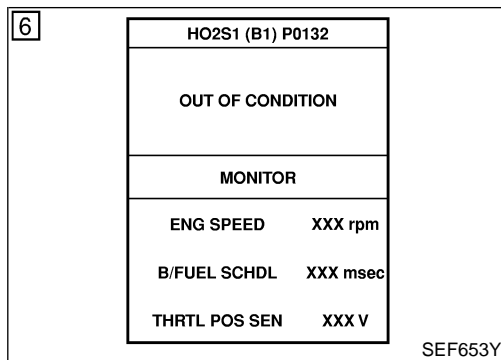 6
HO2S1 (B1) P0132
OUT OF CONDITION
MONITOR
ENG SPEED XXX rpm
B/FUEL SCHDL XXX msec
THRTL POS SEN XXX V
SEF653Y